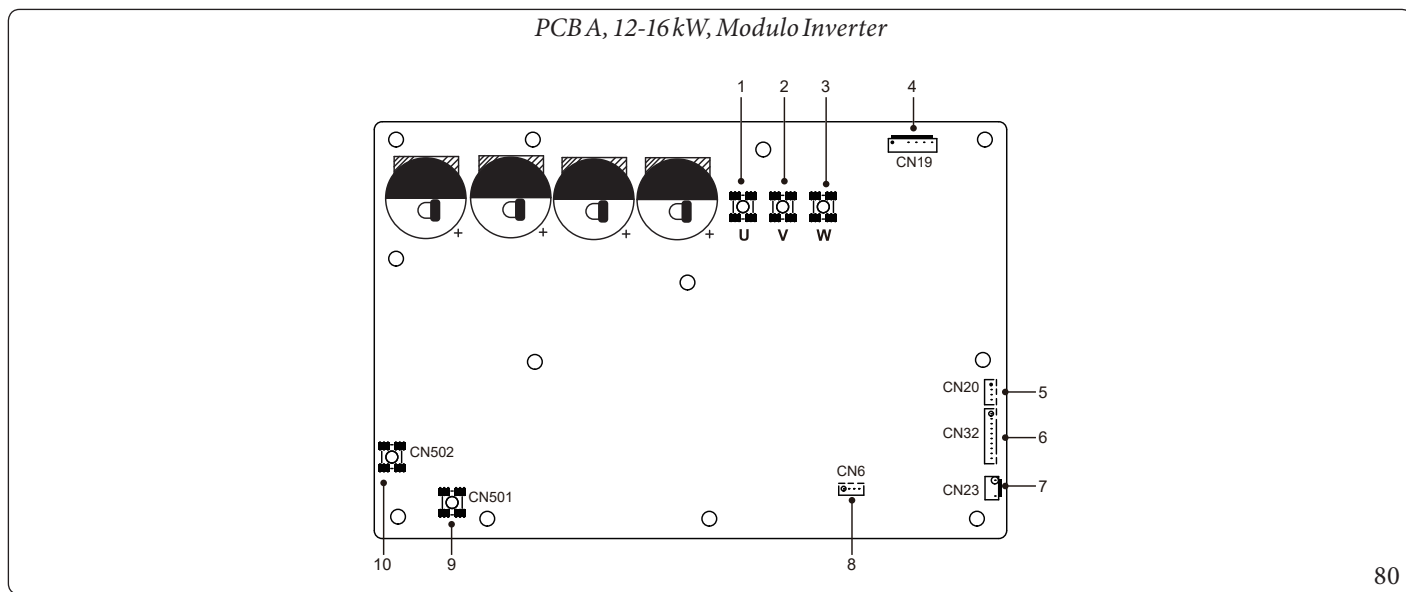 PCB A, 12-16 kW, Modulo Inverter
1 2 3 4
CN19
+ + + +
U V W
CN20 5
CN32 6
CN502
CN6
CN23 7
CN501
10 9 8
80